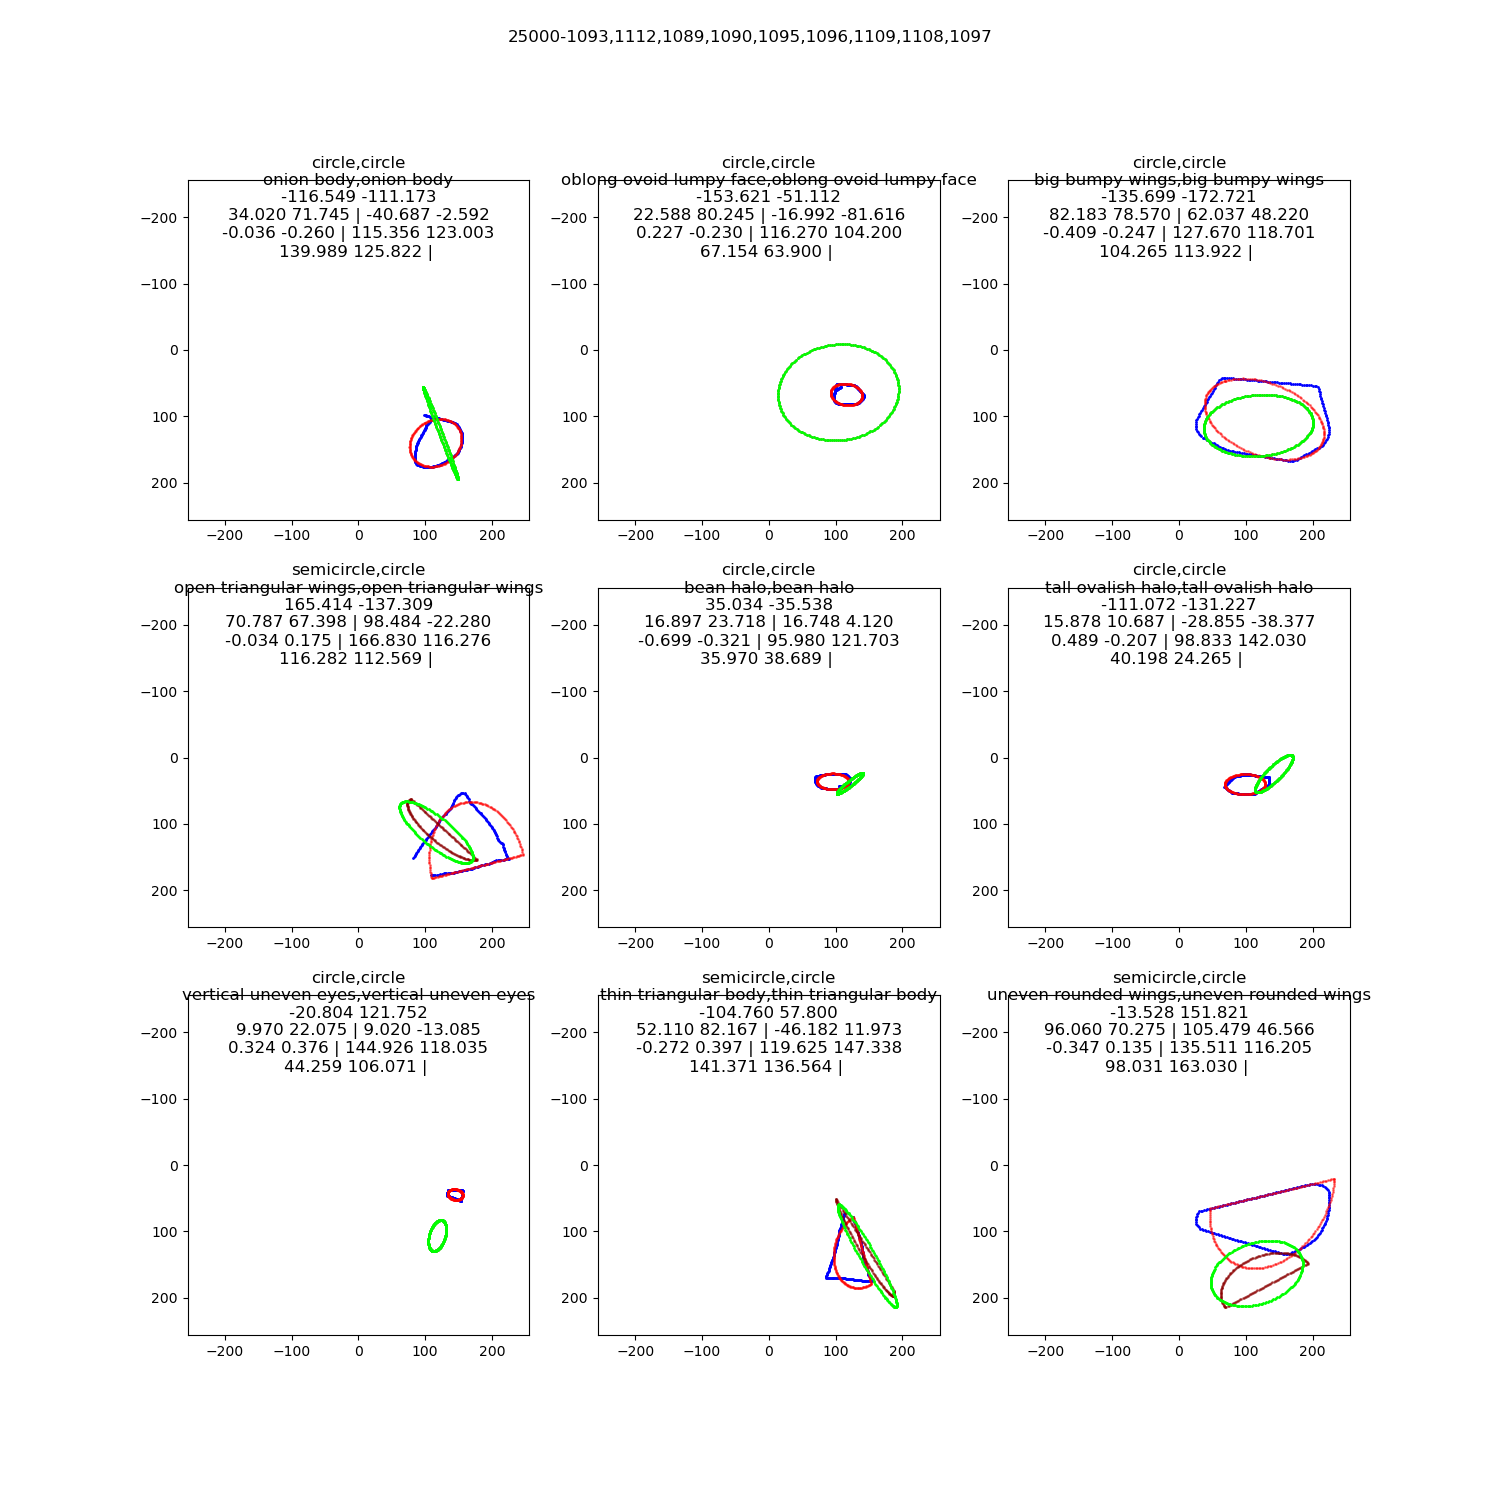 25000-1093,1112,1089,1090,1095,1096,1109,1108,1097
circle,circle
onion body,onion body
-116.549 -111.173
34.020 71.745 | -40.687 -2.592
-0.036 -0.260 | 115.356 123.003
139.989 125.822 |
−200
−100
0
100
200
−200 −100 0 100 200
circle,circle
oblong ovoid lumpy face,oblong ovoid lumpy face
-153.621 -51.112
22.588 80.245 | -16.992 -81.616
0.227 -0.230 | 116.270 104.200
67.154 63.900 |
−200
−100
0
100
200
−200 −100 0 100 200
circle,circle
big bumpy wings,big bumpy wings
-135.699 -172.721
82.183 78.570 | 62.037 48.220
-0.409 -0.247 | 127.670 118.701
104.265 113.922 |
−200
−100
0
100
200
−200 −100 0 100 200
semicircle,circle
open triangular wings,open triangular wings
165.414 -137.309
70.787 67.398 | 98.484 -22.280
-0.034 0.175 | 166.830 116.276
116.282 112.569 |
−200
−100
0
100
200
−200 −100 0 100 200
circle,circle
bean halo,bean halo
35.034 -35.538
16.897 23.718 | 16.748 4.120
-0.699 -0.321 | 95.980 121.703
35.970 38.689 |
−200
−100
0
100
200
−200 −100 0 100 200
circle,circle
tall ovalish halo,tall ovalish halo
-111.072 -131.227
15.878 10.687 | -28.855 -38.377
0.489 -0.207 | 98.833 142.030
40.198 24.265 |
−200
−100
0
100
200
−200 −100 0 100 200
circle,circle
vertical uneven eyes,vertical uneven eyes
-20.804 121.752
9.970 22.075 | 9.020 -13.085
0.324 0.376 | 144.926 118.035
44.259 106.071 |
−200
−100
0
100
200
−200 −100 0 100 200
semicircle,circle
thin triangular body,thin triangular body
-104.760 57.800
52.110 82.167 | -46.182 11.973
-0.272 0.397 | 119.625 147.338
141.371 136.564 |
−200
−100
0
100
200
−200 −100 0 100 200
semicircle,circle
uneven rounded wings,uneven rounded wings
-13.528 151.821
96.060 70.275 | 105.479 46.566
-0.347 0.135 | 135.511 116.205
98.031 163.030 |
−200
−100
0
100
200
−200 −100 0 100 200